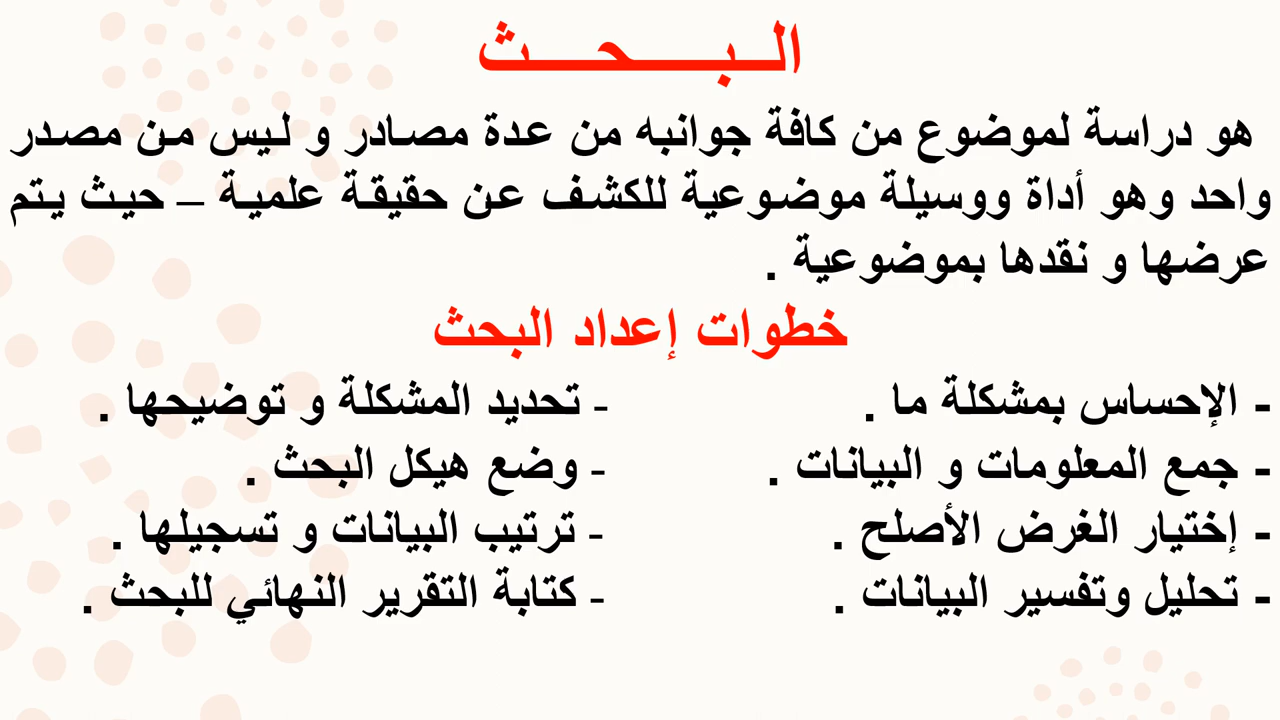 البحث
هو دراسة لموضوع من كافة جوانبه من عدة مصادر و ليس من مصدر
واحد وهو أداة ووسيلة موضوعية للكشف عن حقيقة علمية – حيث يتم
عرضها و نقدها بموضوعية .
خطوات إعداد البحث
- الإحساس بمشكلة ما . - تحديد المشكلة و توضيحها .
- جمع المعلومات و البيانات . - وضع هيكل البحث .
- إختيار الغرض الأصلح . - ترتيب البيانات و تسجيلها .
- تحليل وتفسير البيانات . - كتابة التقرير النهائي للبحث .